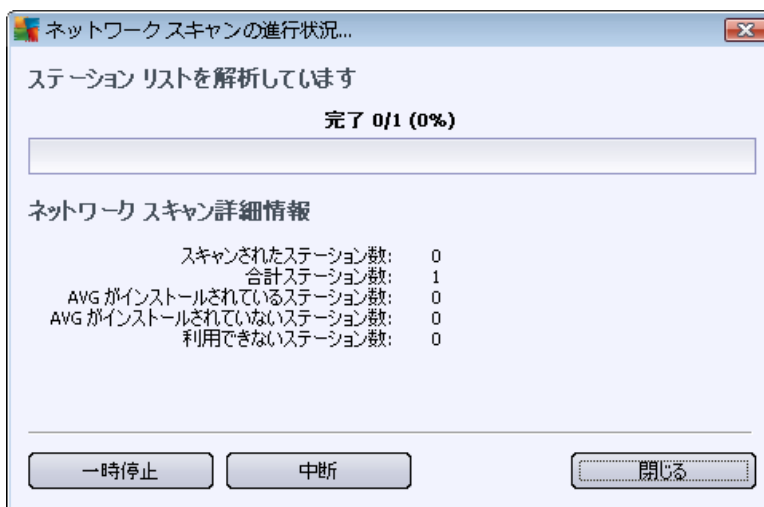 ネットワーク スキャンの進行状況...
ステーション リストを解析しています
完了 0/1 (0%)
ネットワーク スキャン詳細情報
スキャンされたステーション数: 0
合計ステーション数: 1
AVG がインストールされているステーション数: 0
AVG がインストールされていないステーション数: 0
利用できないステーション数: 0
一時停止 中断 閉じる